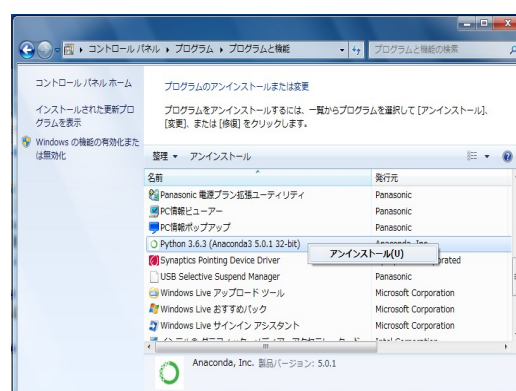 コントロール パネル ▸ プログラム ▸ プログラムと機能
プログラムと機能の検索
コントロール パネル ホーム
インストールされた更新プログラムを表示
Windows の機能の有効化または無効化
プログラムのアンインストールまたは変更
プログラムをアンインストールするには、一覧からプログラムを選択して [アンインストール]、
[変更]、または [修復] をクリックします。
整理 ▼ アンインストール
名前 発行元
Panasonic 電源プラン拡張ユーティリティ Panasonic
PC情報ビューアー Panasonic
PC情報ポップアップ Panasonic
Python 3.6.3 (Anaconda3 5.0.1 32-bit) Anaconda, Inc.
アンインストール(U)
Synaptics Pointing Device Driver
USB Selective Suspend Manager Panasonic
Windows Live アップロード ツール Microsoft Corporation
Windows Live おすすめパック Microsoft Corporation
Windows Live サインイン アシスタント Microsoft Corporation
Anaconda, Inc. 製品バージョン: 5.0.1